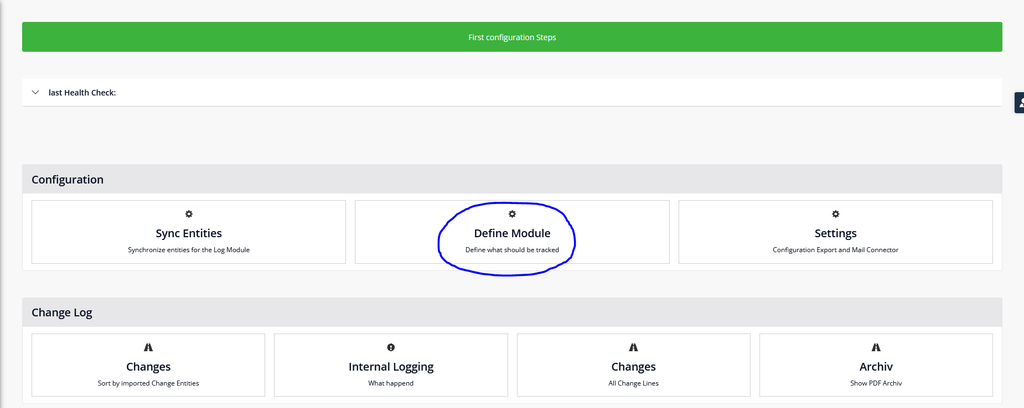 First configuration Steps
last Health Check:
Configuration
Sync Entities
Synchronize entities for the Log Module
Define Module
Define what should be tracked
Settings
Configuration Export and Mail Connector
Change Log
Changes
Sort by imported Change Entities
Internal Logging
What happend
Changes
All Change Lines
Archiv
Show PDF Archiv